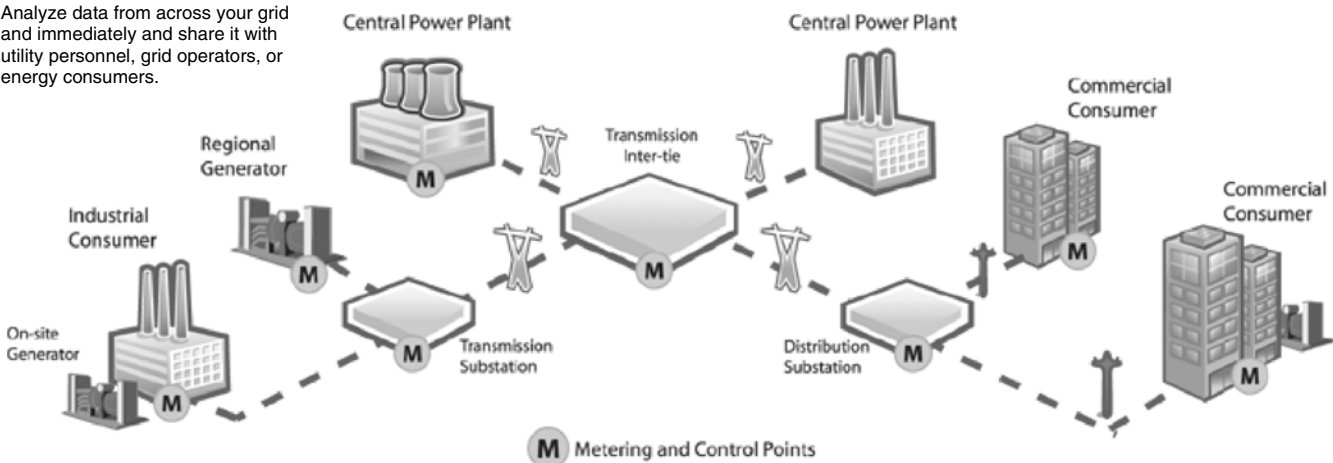 Analyze data from across your grid
and immediately and share it with
utility personnel, grid operators, or
energy consumers.
Central Power Plant
Central Power Plant
Commercial
Consumer
Regional
Generator
Transmission
Inter-tie
M
Commercial
Consumer
Industrial
Consumer
M
M
M
On-site
Generator
Transmission
Substation
M
Distribution
Substation
M
M
M
M Metering and Control Points